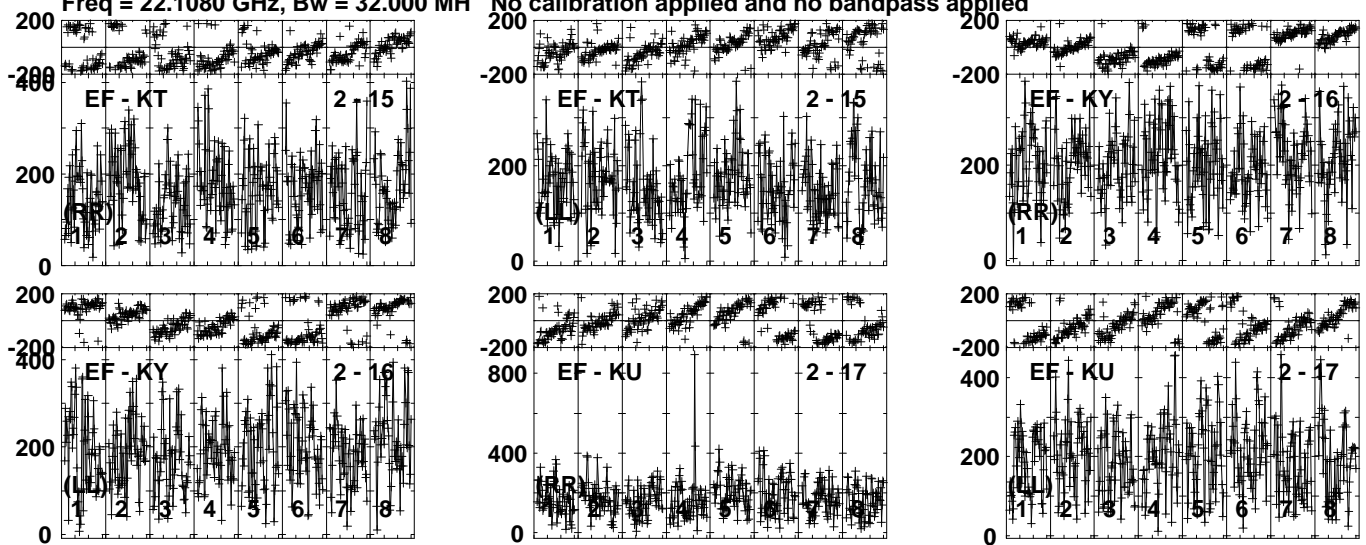 Freq = 22.1080 GHz, Bw = 32.000 MH No calibration applied and no bandpass applied
200
-200
400
EF - KT 2 - 15
200
(RR)
1 2 3 4 5 6 7 8
0
200
-200
EF - KT 2 - 15
200
(LL)
1 2 3 4 5 6 7 8
0
200
-200
EF - KY 2 - 16
200
(RR)
1 2 3 4 5 6 7 8
0
200
-200
400
EF - KY 2 - 16
200
(LL)
1 2 3 4 5 6 7 8
0
200
-200
800
EF - KU 2 - 17
400
(RR)
1 2 3 4 5 6 7 8
0
200
-200
400
EF - KU 2 - 17
200
(LL)
1 2 3 4 5 6 7 8
0